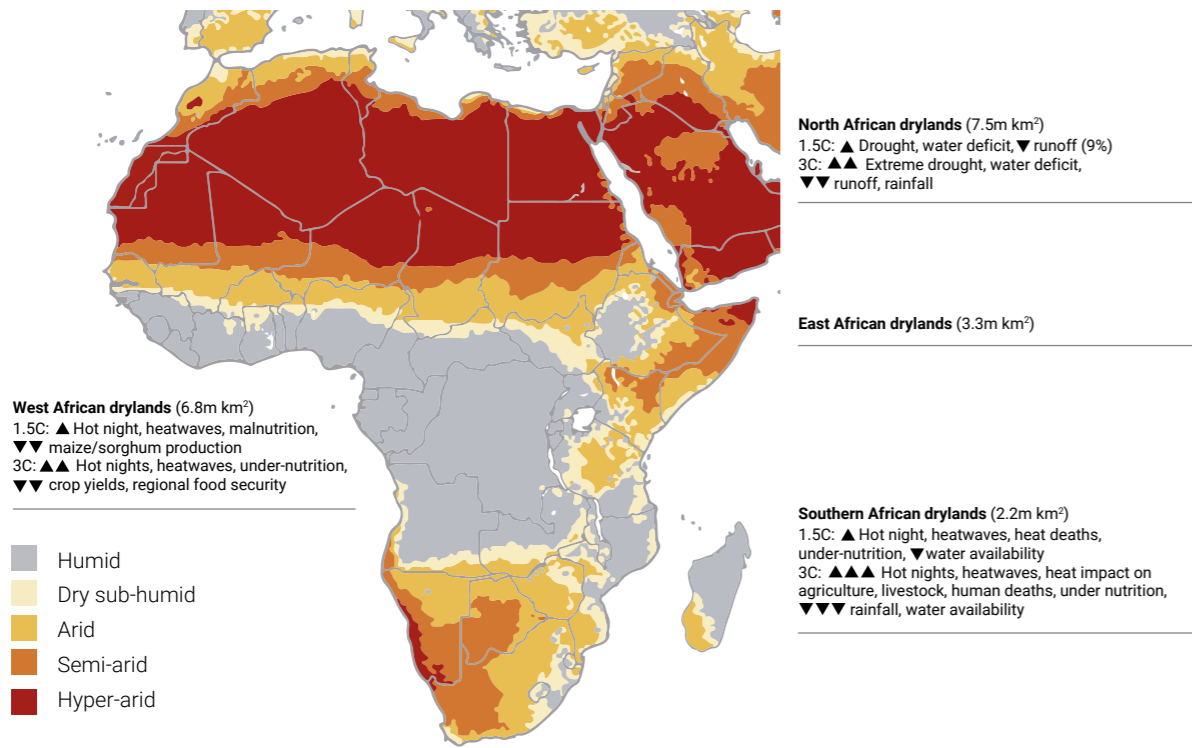 North African drylands (7.5m km²)
1.5C: ▲ Drought, water deficit, ▼ runoff (9%)
3C: ▲▲ Extreme drought, water deficit,
▼▼ runoff, rainfall
East African drylands (3.3m km²)
West African drylands (6.8m km²)
1.5C: ▲ Hot night, heatwaves, malnutrition,
▼▼ maize/sorghum production
3C: ▲▲ Hot nights, heatwaves, under-nutrition,
▼▼ crop yields, regional food security
Southern African drylands (2.2m km²)
1.5C: ▲ Hot night, heatwaves, heat deaths,
under-nutrition, ▼ water availability
3C: ▲▲▲ Hot nights, heatwaves, heat impact on
agriculture, livestock, human deaths, under nutrition,
▼▼▼ rainfall, water availability
Humid
Dry sub-humid
Arid
Semi-arid
Hyper-arid